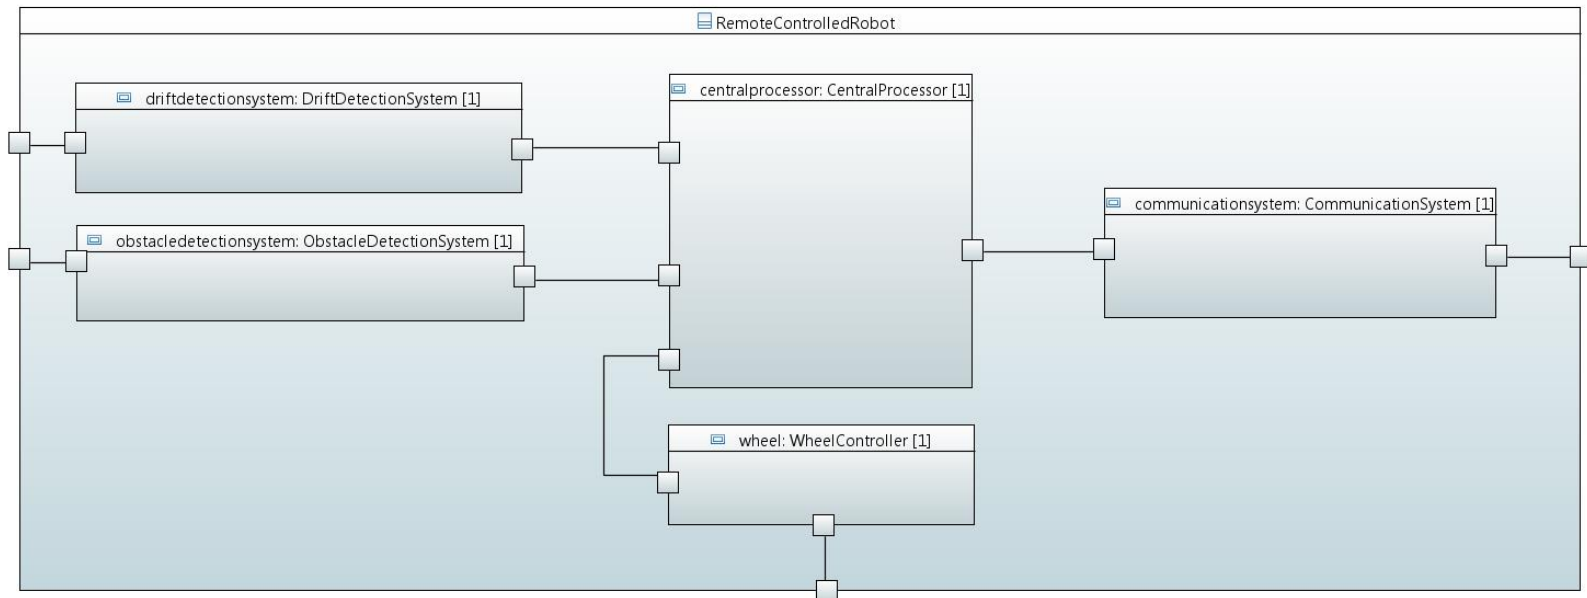 RemoteControlledRobot
driftdetectionsystem: DriftDetectionSystem [1]
centralprocessor: CentralProcessor [1]
communicationsystem: CommunicationSystem [1]
obstacledetectionsystem: ObstacleDetectionSystem [1]
wheel: WheelController [1]